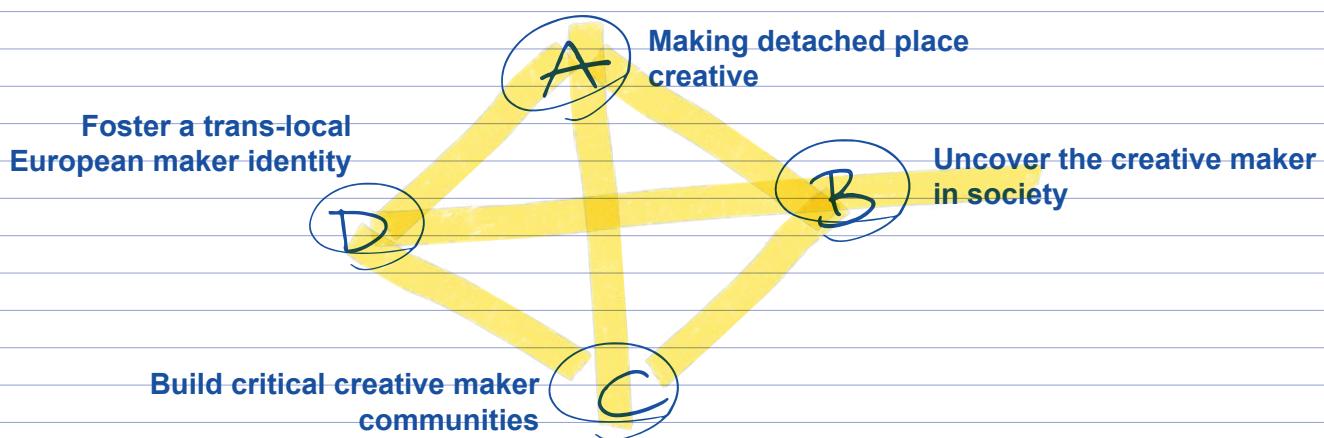 A
Making detached place
creative
Foster a trans-local
European maker identity
D
B
Uncover the creative maker
in society
Build critical creative maker
communities
C